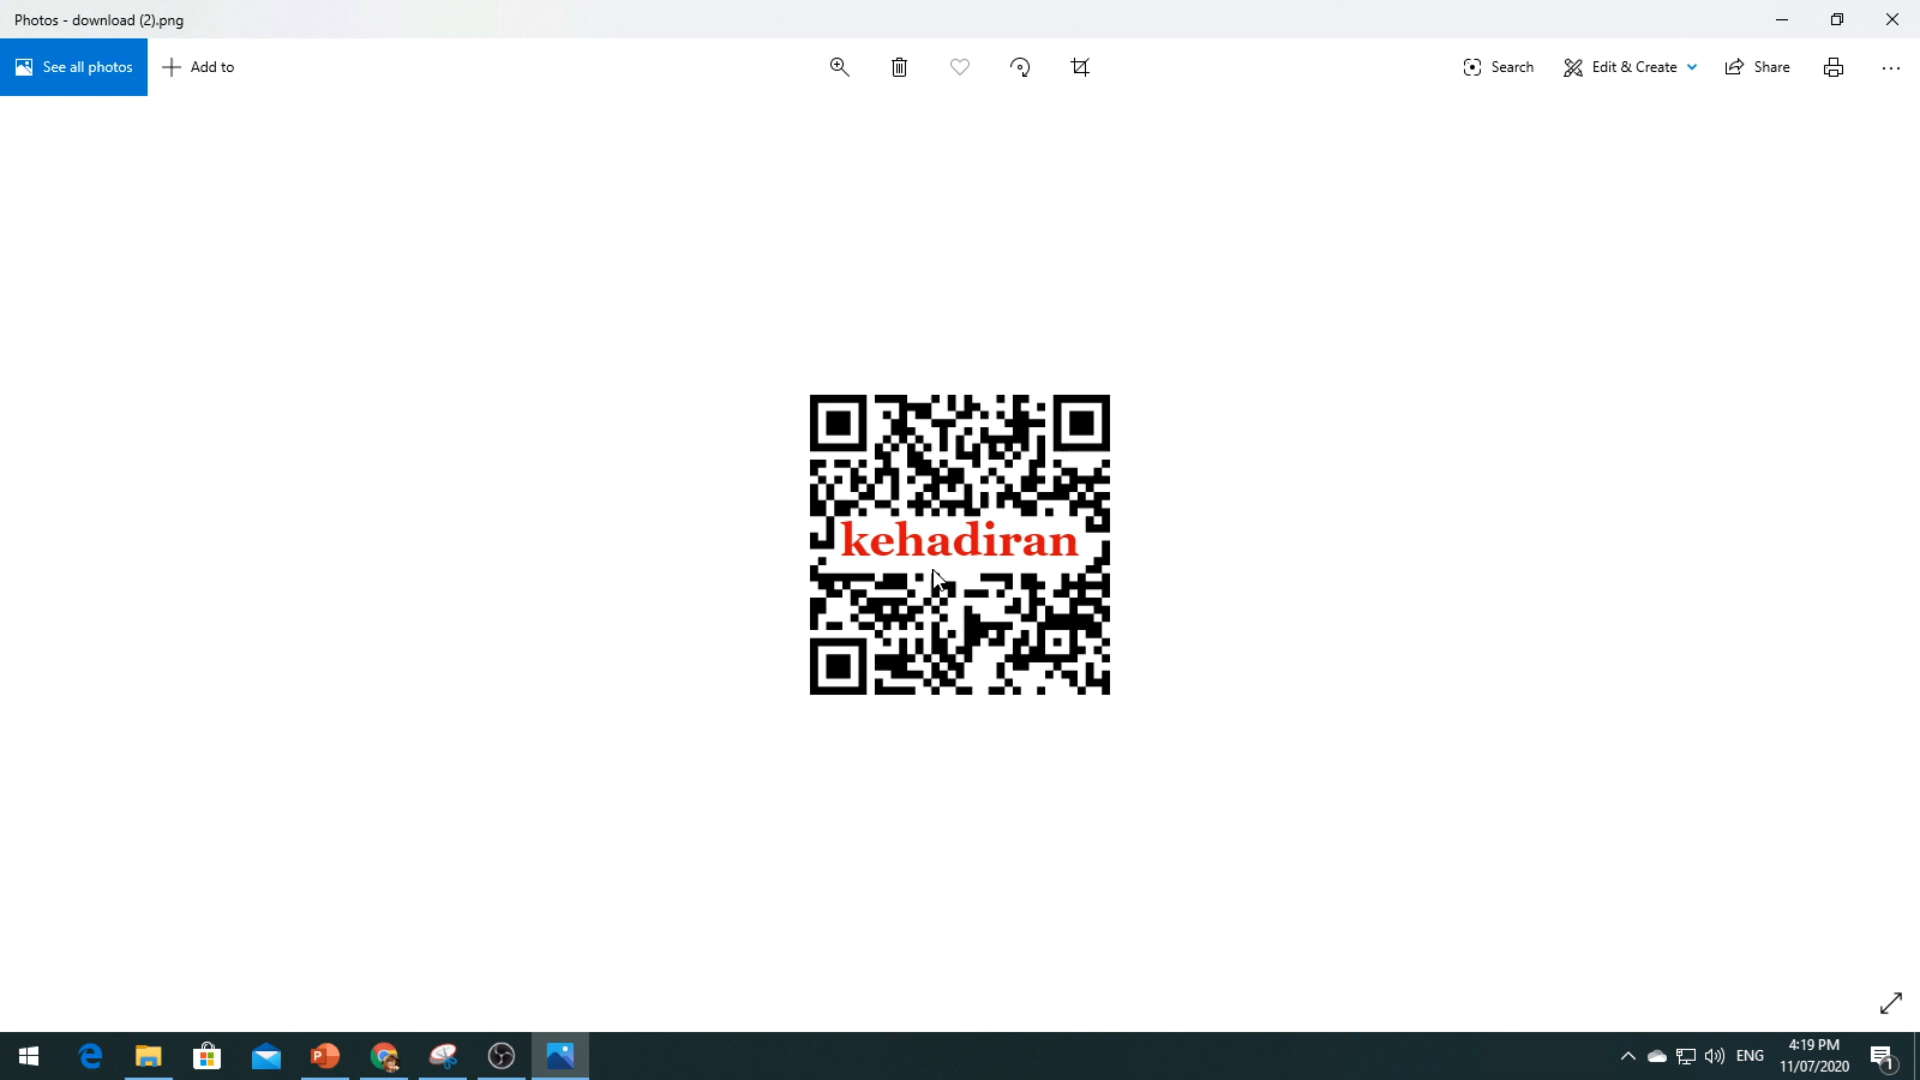 Photos - download (2).png
See all photos
Add to
Search
Edit & Create
Share
kehadiran
ENG
4:19 PM
11/07/2020
1